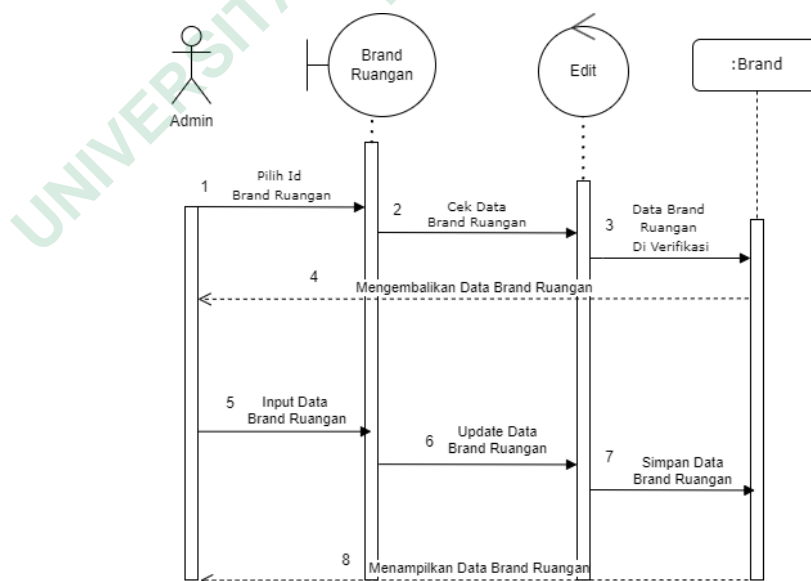 UNIVERSITA
Brand
Ruangan
Edit
:Brand
Admin
1
Pilih Id
Brand Ruangan
2
Cek Data
Brand Ruangan
3
Data Brand
Ruangan
Di Verifikasi
4
Mengembalikan Data Brand Ruangan
5
Input Data
Brand Ruangan
6
Update Data
Brand Ruangan
7
Simpan Data
Brand Ruangan
8
Menampilkan Data Brand Ruangan